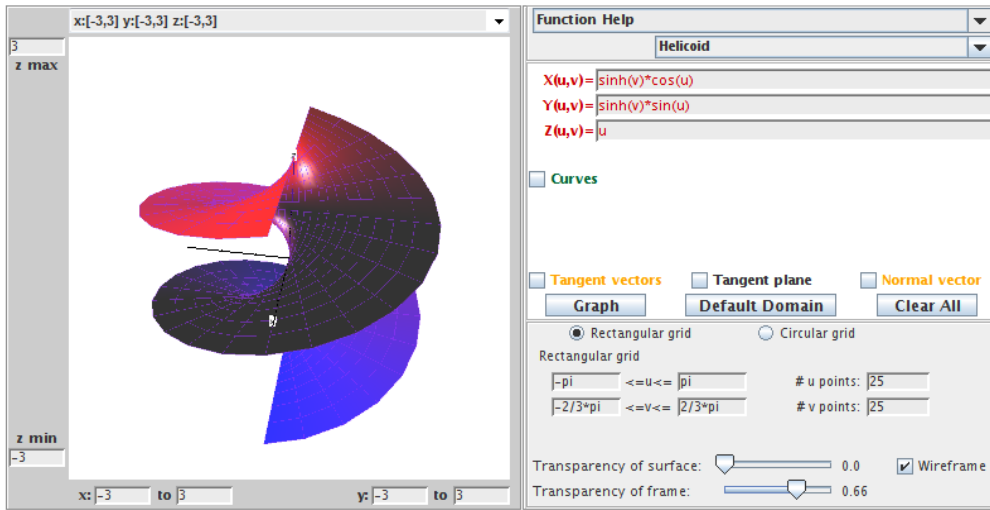 x:[-3,3] y:[-3,3] z:[-3,3]
3
z max
z min
-3
x: -3 to 3
y: -3 to 3
Function Help
Helicoid
X(u,v)= sinh(v)*cos(u)
Y(u,v)= sinh(v)*sin(u)
Z(u,v)= u
Curves
Tangent vectors Tangent plane Normal vector
Graph Default Domain Clear All
Rectangular grid Circular grid
Rectangular grid
-pi <=u<= pi # u points: 25
-2/3*pi <=v<= 2/3*pi # v points: 25
Transparency of surface: 0.0 Wireframe
Transparency of frame: 0.66